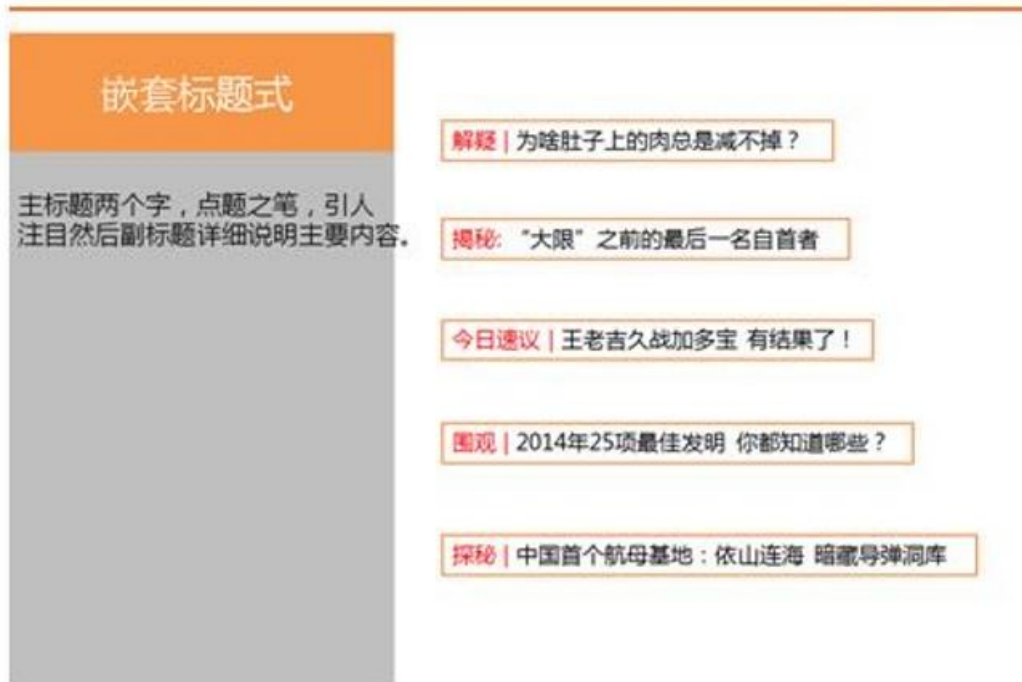 嵌套标题式
主标题两个字，点题之笔，引人
注目然后副标题详细说明主要内容。
解疑 | 为啥肚子上的肉总是减不掉？
揭秘: “大限”之前的最后一名自首者
今日速议 | 王老吉久战加多宝 有结果了！
围观 | 2014年25项最佳发明 你都知道哪些？
探秘 | 中国首个航母基地：依山连海 暗藏导弹洞库